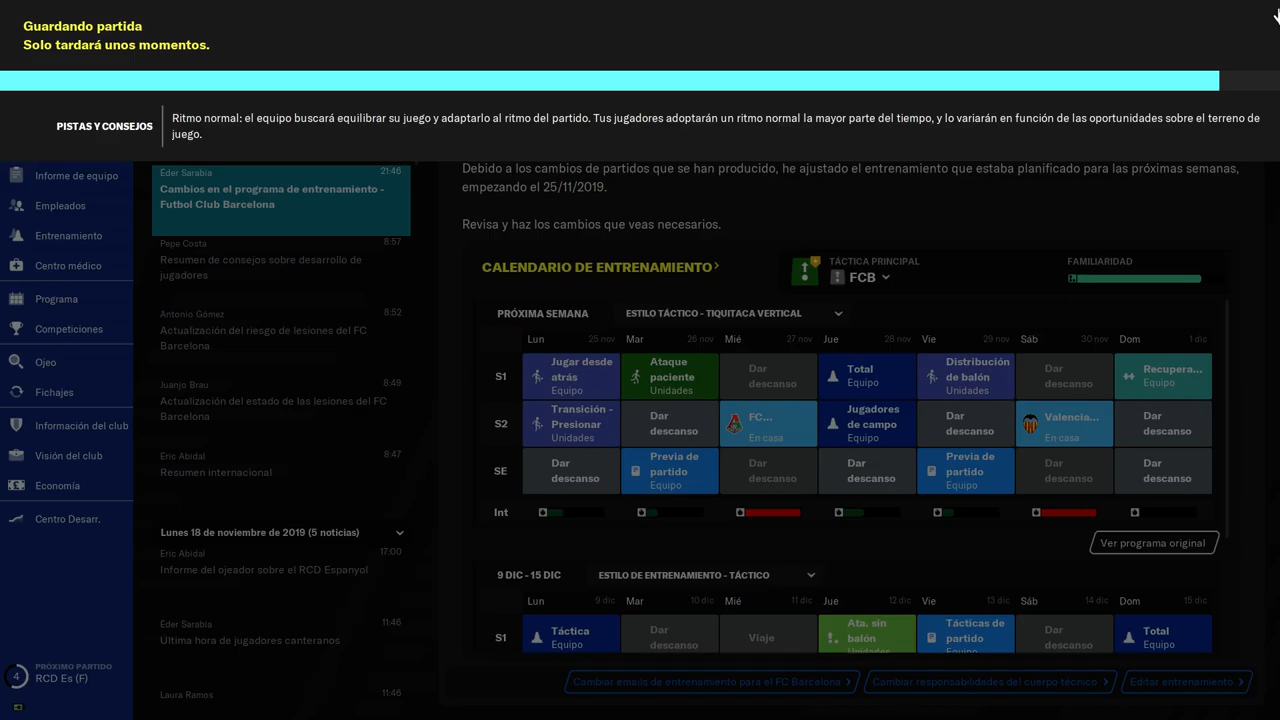 Guardando partida
Solo tardará unos momentos.
PISTAS Y CONSEJOS
Ritmo normal: el equipo buscará equilibrar su juego y adaptarlo al ritmo del partido. Tus jugadores adoptarán un ritmo normal la mayor parte del tiempo, y lo variarán en función de las oportunidades sobre el terreno de
juego.
Informe de equipo
Empleados
Entrenamiento
Centro médico
Programa
Competiciones
Ojeo
Fichajes
Información del club
Visión del club
Economía
Centro Desarr.
PRÓXIMO PARTIDO
4
RCD Es (F)
Eder Sarabia 21:46
Cambios en el programa de entrenamiento -
Futbol Club Barcelona
Pepe Costa 8:57
Resumen de consejos sobre desarrollo de
jugadores
Antonio Gómez 8:52
Actualización del riesgo de lesiones del FC
Barcelona
Juanjo Brau 8:49
Actualización del estado de las lesiones del FC
Barcelona
Eric Abidal 8:47
Resumen internacional
Lunes 18 de noviembre de 2019 (5 noticias)
Eric Abidal 17:00
Informe del ojeador sobre el RCD Espanyol
Eder Sarabia 11:46
Última hora de jugadores canteranos
Laura Ramos 11:46
Debido a los cambios de partidos que se han producido, he ajustado el entrenamiento que estaba planificado para las próximas semanas,
empezando el 25/11/2019.
Revisa y haz los cambios que veas necesarios.
CALENDARIO DE ENTRENAMIENTO
TÁCTICA PRINCIPAL
FCB
FAMILIARIDAD
PRÓXIMA SEMANA
ESTILO TÁCTICO - TIQUITACA VERTICAL
Lun 25 nov Mar 26 nov Mié 27 nov Jue 28 nov Vie 29 nov Sáb 30 nov Dom 1 dic
S1
Jugar desde
atrás
Equipo
Ataque
paciente
Unidades
Dar
descanso
Total
Equipo
Distribución
de balón
Unidades
Dar
descanso
Recupera...
Equipo
S2
Transición -
Presionar
Unidades
Dar
descanso
FC...
En casa
Jugadores
de campo
Equipo
Dar
descanso
Valencia...
En casa
Dar
descanso
SE
Dar
descanso
Previa de
partido
Equipo
Dar
descanso
Dar
descanso
Previa de
partido
Equipo
Dar
descanso
Dar
descanso
Int
Ver programa original
9 DIC - 15 DIC
ESTILO DE ENTRENAMIENTO - TÁCTICO
Lun 9 dic Mar 10 dic Mié 11 dic Jue 12 dic Vie 13 dic Sáb 14 dic Dom 15 dic
S1
Táctica
Equipo
Dar
descanso
Viaje
Ata. sin
balón
Unidades
Tácticas de
partido
Equipo
Dar
descanso
Total
Equipo
Cambiar emails de entrenamiento para el FC Barcelona
Cambiar responsabilidades del cuerpo técnico
Editar entrenamiento